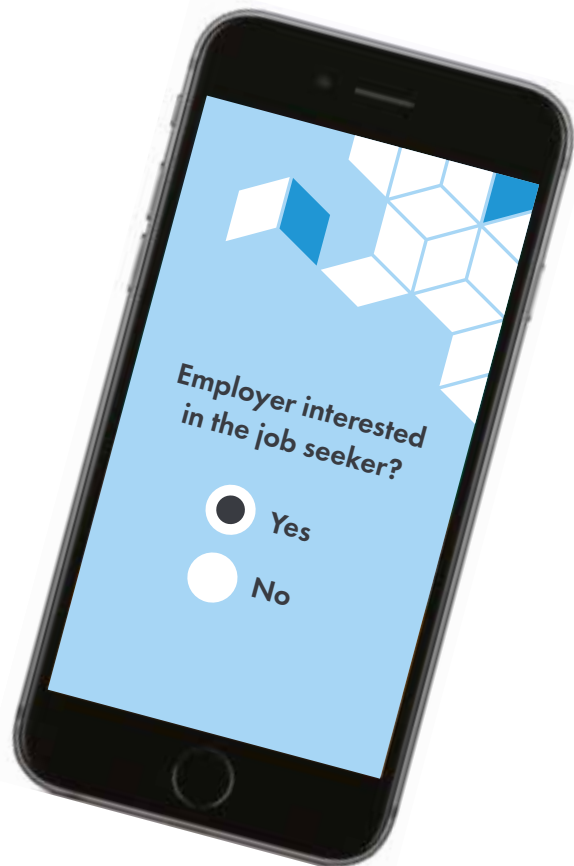 Employer interested
in the job seeker?
Yes
No